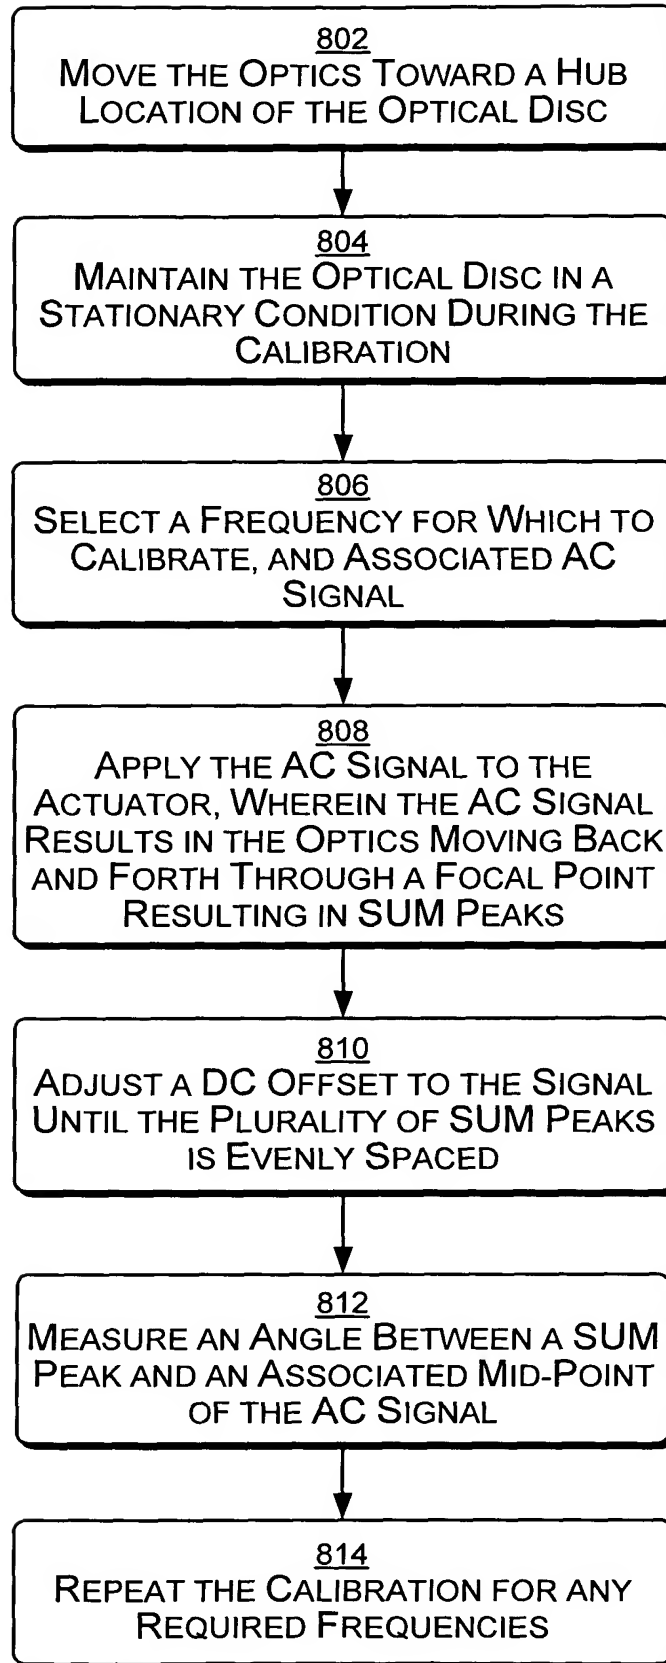 802
MOVE THE OPTICS TOWARD A HUB
LOCATION OF THE OPTICAL DISC
804
MAINTAIN THE OPTICAL DISC IN A
STATIONARY CONDITION DURING THE
CALIBRATION
806
SELECT A FREQUENCY FOR WHICH TO
CALIBRATE, AND ASSOCIATED AC
SIGNAL
808
APPLY THE AC SIGNAL TO THE
ACTUATOR, WHEREIN THE AC SIGNAL
RESULTS IN THE OPTICS MOVING BACK
AND FORTH THROUGH A FOCAL POINT
RESULTING IN SUM PEAKS
810
ADJUST A DC OFFSET TO THE SIGNAL
UNTIL THE PLURALITY OF SUM PEAKS
IS EVENLY SPACED
812
MEASURE AN ANGLE BETWEEN A SUM
PEAK AND AN ASSOCIATED MID-POINT
OF THE AC SIGNAL
814
REPEAT THE CALIBRATION FOR ANY
REQUIRED FREQUENCIES